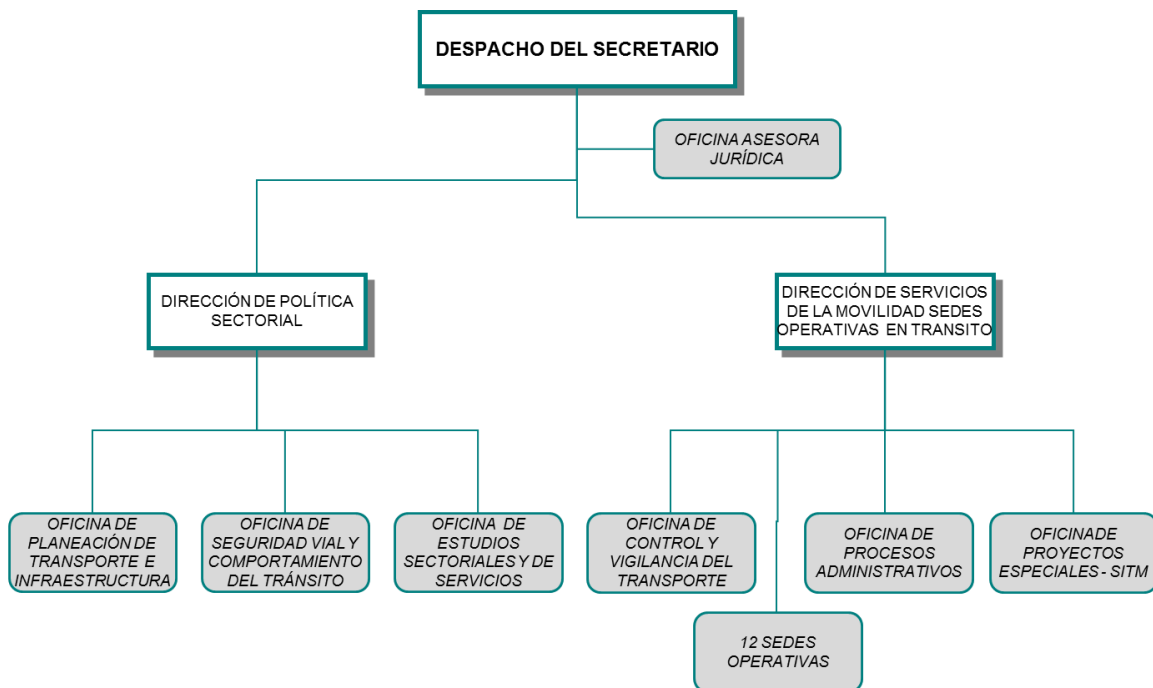 DESPACHO DEL SECRETARIO
OFICINA ASESORA
JURÍDICA
DIRECCIÓN DE POLÍTICA
SECTORIAL
DIRECCIÓN DE SERVICIOS
DE LA MOVILIDAD SEDES
OPERATIVAS EN TRANSITO
OFICINA DE
PLANEACIÓN DE
TRANSPORTE E
INFRAESTRUCTURA
OFICINA DE
SEGURIDAD VIAL Y
COMPORTAMIENTO
DEL TRÁNSITO
OFICINA DE
ESTUDIOS
SECTORIALES Y DE
SERVICIOS
OFICINA DE
CONTROL Y
VIGILANCIA DEL
TRANSPORTE
OFICINA DE
PROCESOS
ADMINISTRATIVOS
OFICINADE
PROYECTOS
ESPECIALES - SITM
12 SEDES
OPERATIVAS